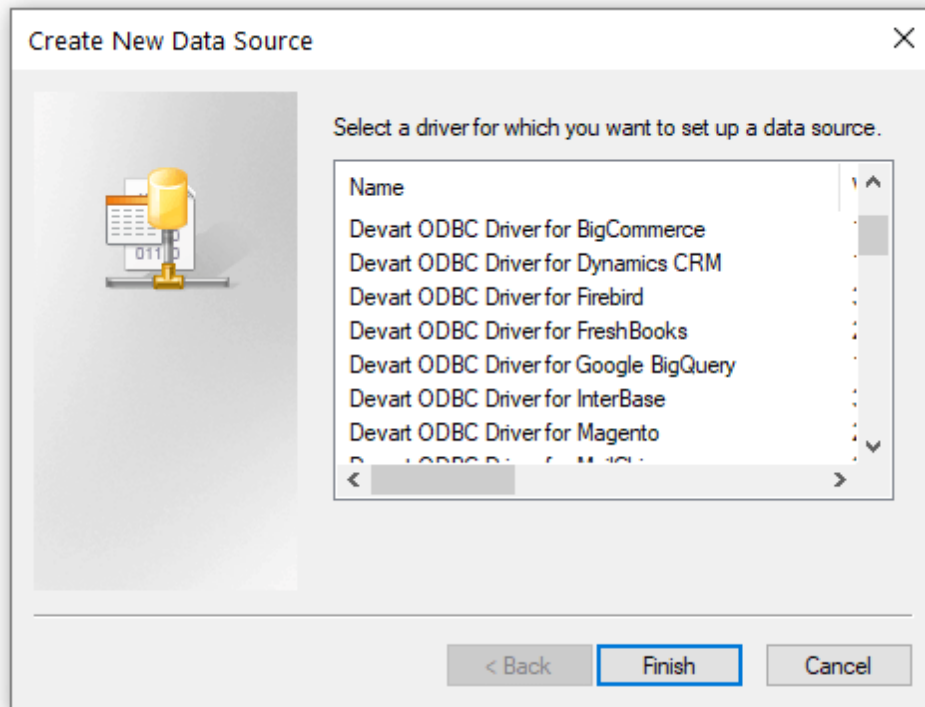 Create New Data Source
Select a driver for which you want to set up a data source.
Name
Devart ODBC Driver for BigCommerce
Devart ODBC Driver for Dynamics CRM
Devart ODBC Driver for Firebird
Devart ODBC Driver for FreshBooks
Devart ODBC Driver for Google BigQuery
Devart ODBC Driver for InterBase
Devart ODBC Driver for Magento
< Back
Finish
Cancel